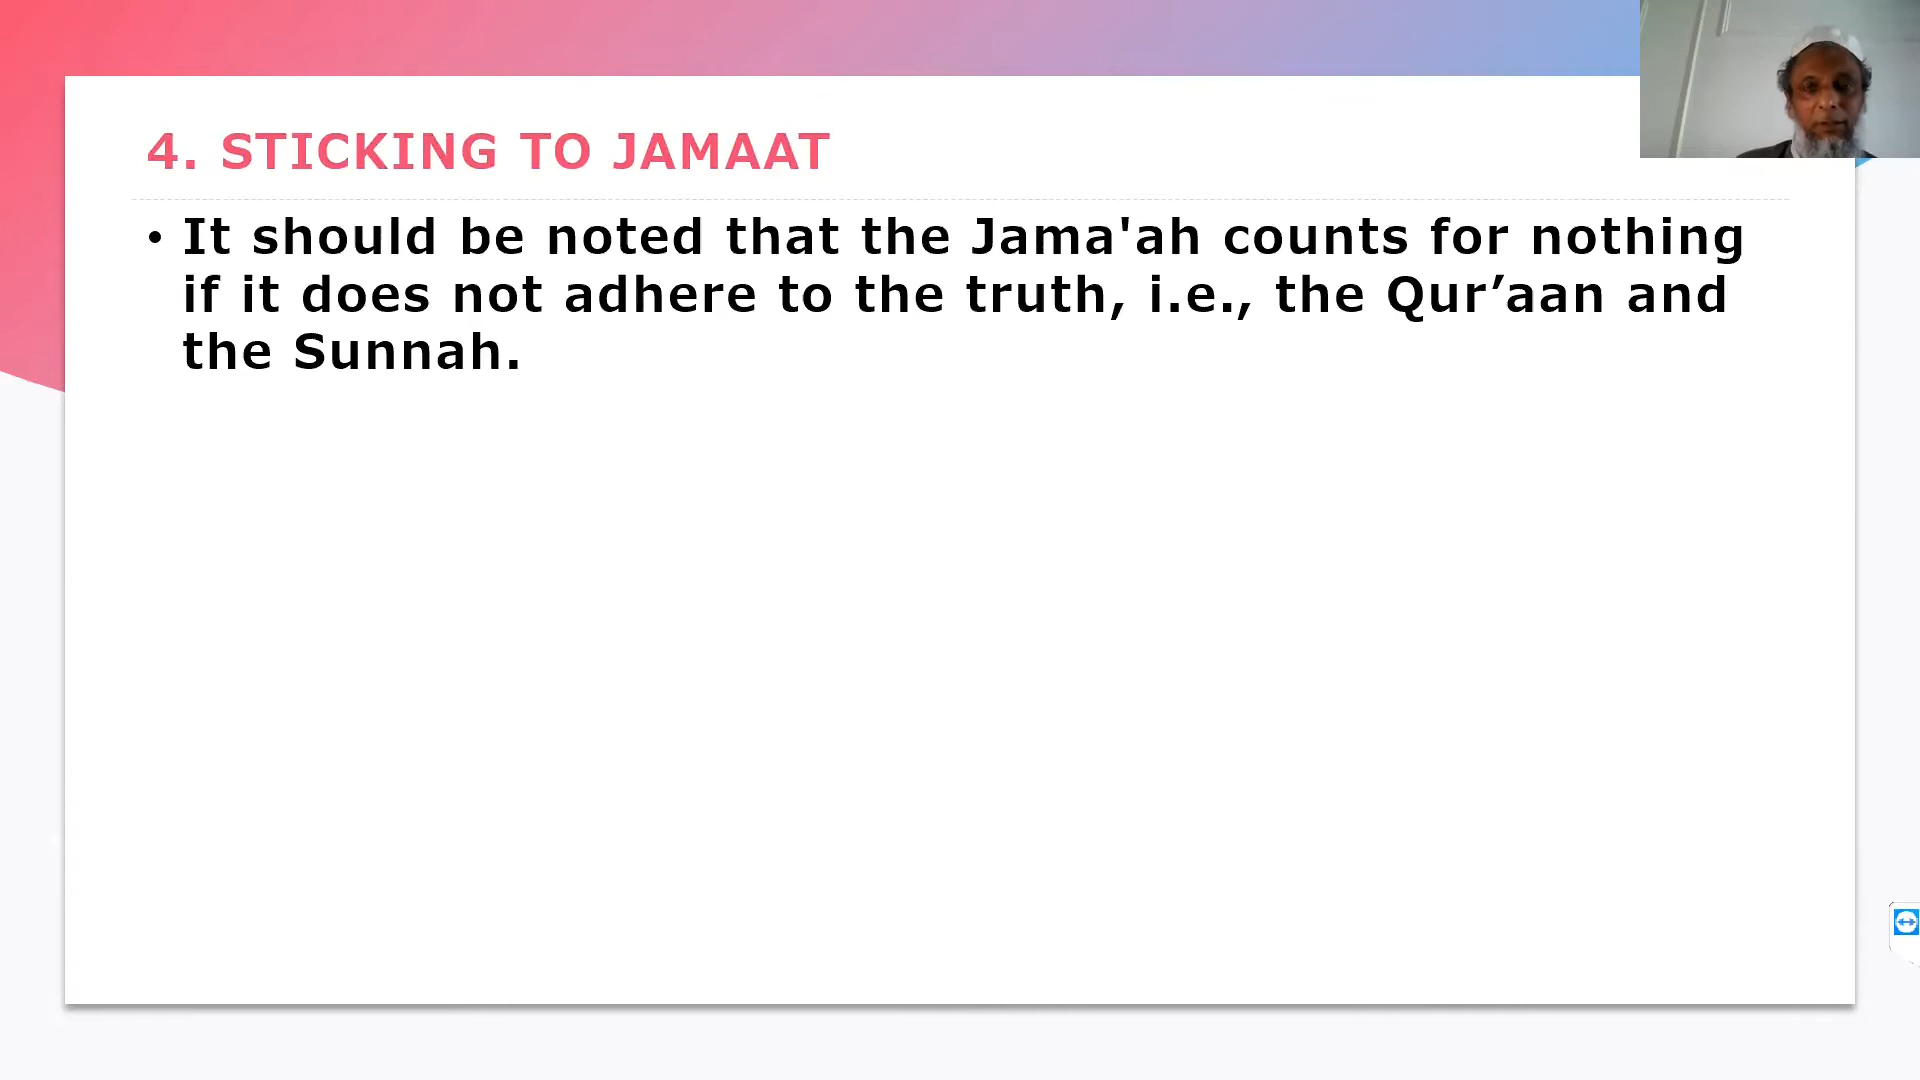 4. STICKING TO JAMAAT
• It should be noted that the Jama'ah counts for nothing
if it does not adhere to the truth, i.e., the Qur’aan and
the Sunnah.